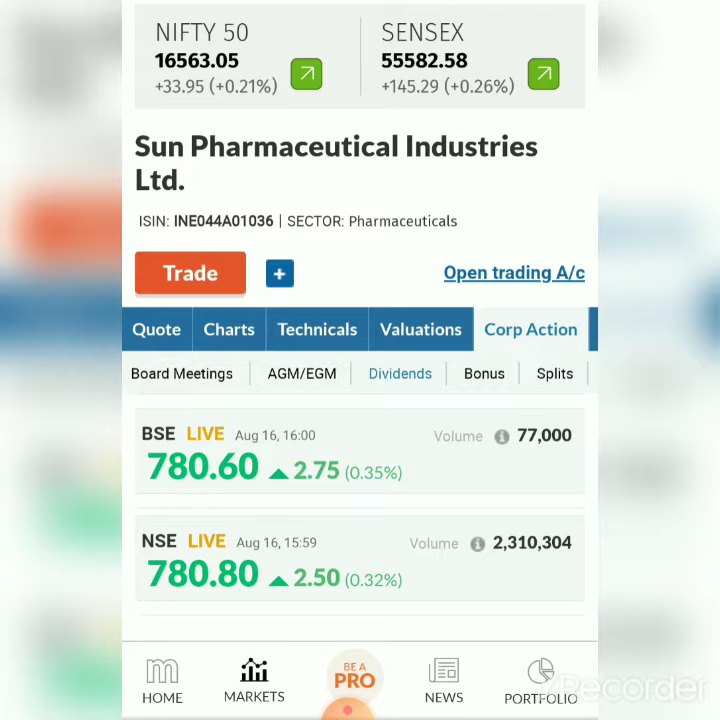 NIFTY 50
16563.05
+33.95 (+0.21%)
SENSEX
55582.58
+145.29 (+0.26%)
Sun Pharmaceutical Industries
Ltd.
ISIN: INE044A01036 | SECTOR: Pharmaceuticals
Trade
+
Open trading A/c
Quote Charts Technicals Valuations Corp Action
Board Meetings AGM/EGM Dividends Bonus Splits
BSE LIVE Aug 16, 16:00 Volume i 77,000
780.60 ▲ 2.75 (0.35%)
NSE LIVE Aug 16, 15:59 Volume i 2,310,304
780.80 ▲ 2.50 (0.32%)
HOME
MARKETS
BE A
PRO
NEWS
PORTFOLIO
Recorder